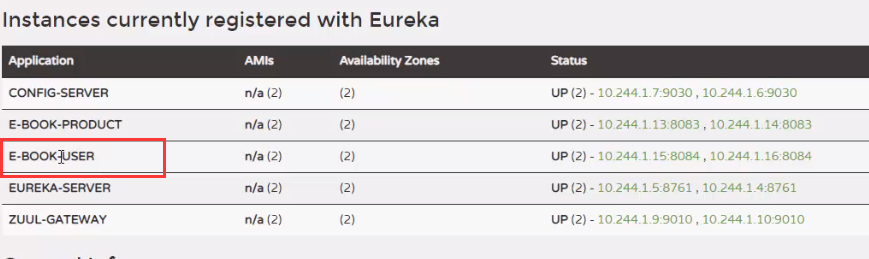 Instances currently registered with Eureka
Application AMIs Availability Zones Status
CONFIG-SERVER n/a (2) (2) UP (2) - 10.244.1.7:9030 , 10.244.1.6:9030
E-BOOK-PRODUCT n/a (2) (2) UP (2) - 10.244.1.13:8083 , 10.244.1.14:8083
E-BOOK-USER n/a (2) (2) UP (2) - 10.244.1.15:8084 , 10.244.1.16:8084
EUREKA-SERVER n/a (2) (2) UP (2) - 10.244.1.5:8761 , 10.244.1.4:8761
ZUUL-GATEWAY n/a (2) (2) UP (2) - 10.244.1.9:9010 , 10.244.1.10:9010